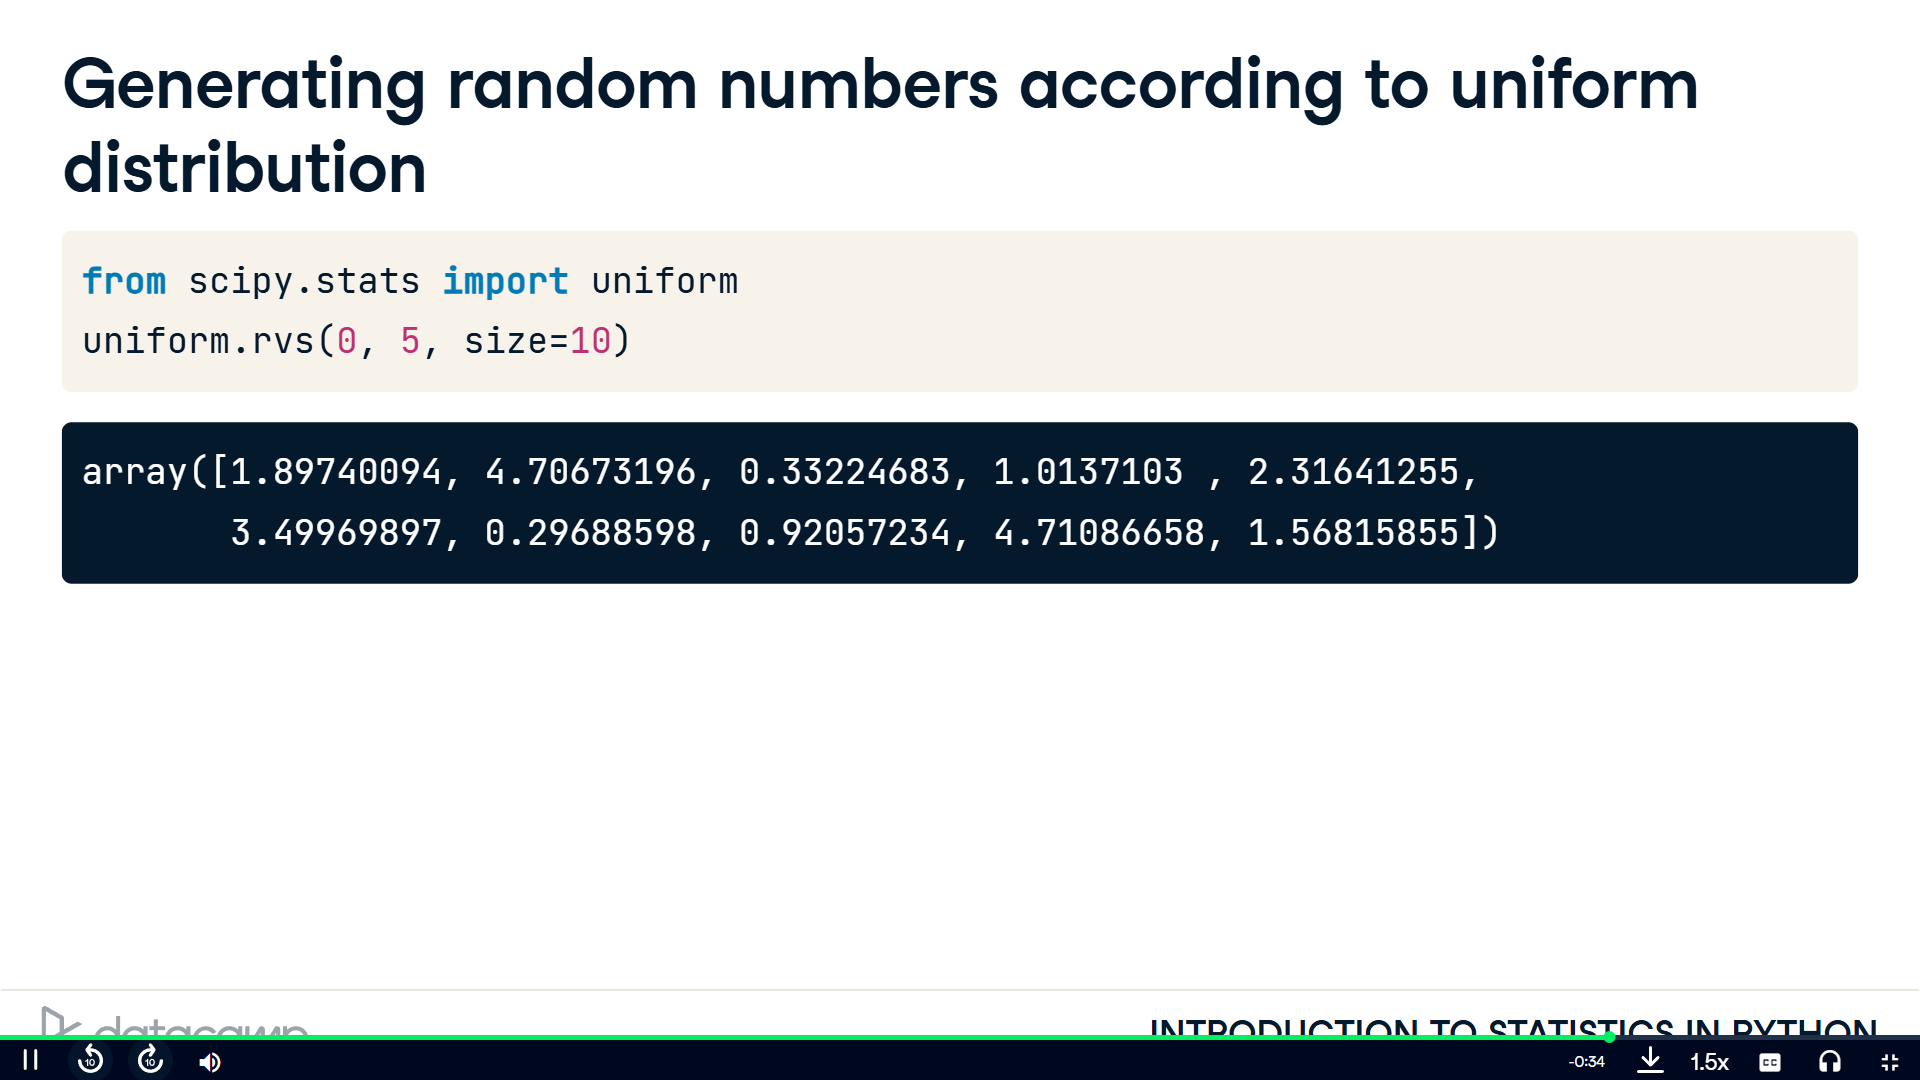 Generating random numbers according to uniform
distribution
from scipy.stats import uniform
uniform.rvs(0, 5, size=10)
array([1.89740094, 4.70673196, 0.33224683, 1.0137103 , 2.31641255,
       3.49969897, 0.29688598, 0.92057234, 4.71086658, 1.56815855])
datacamp
INTRODUCTION TO STATISTICS IN PYTHON
10 10 -0:34 1.5x CC